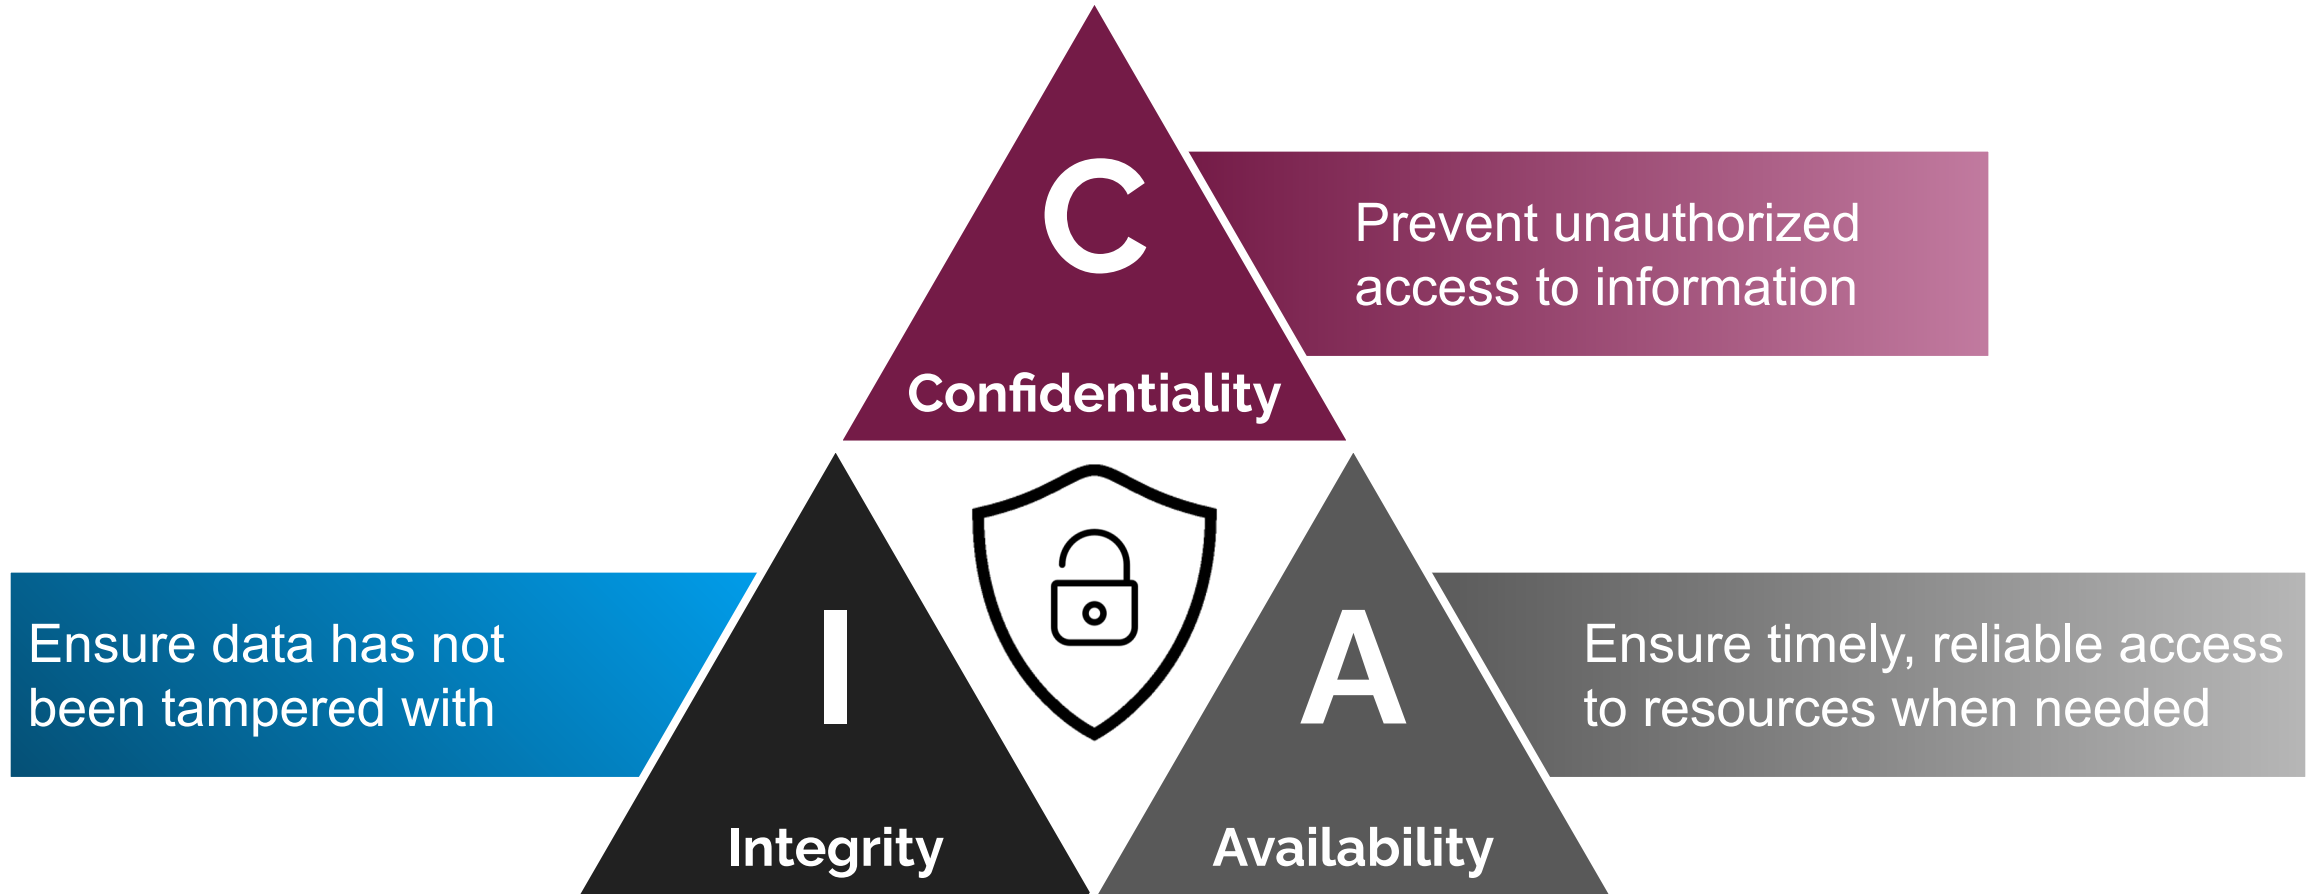 C
Confidentiality
Prevent unauthorized
access to information
I
Integrity
Ensure data has not
been tampered with
A
Availability
Ensure timely, reliable access
to resources when needed